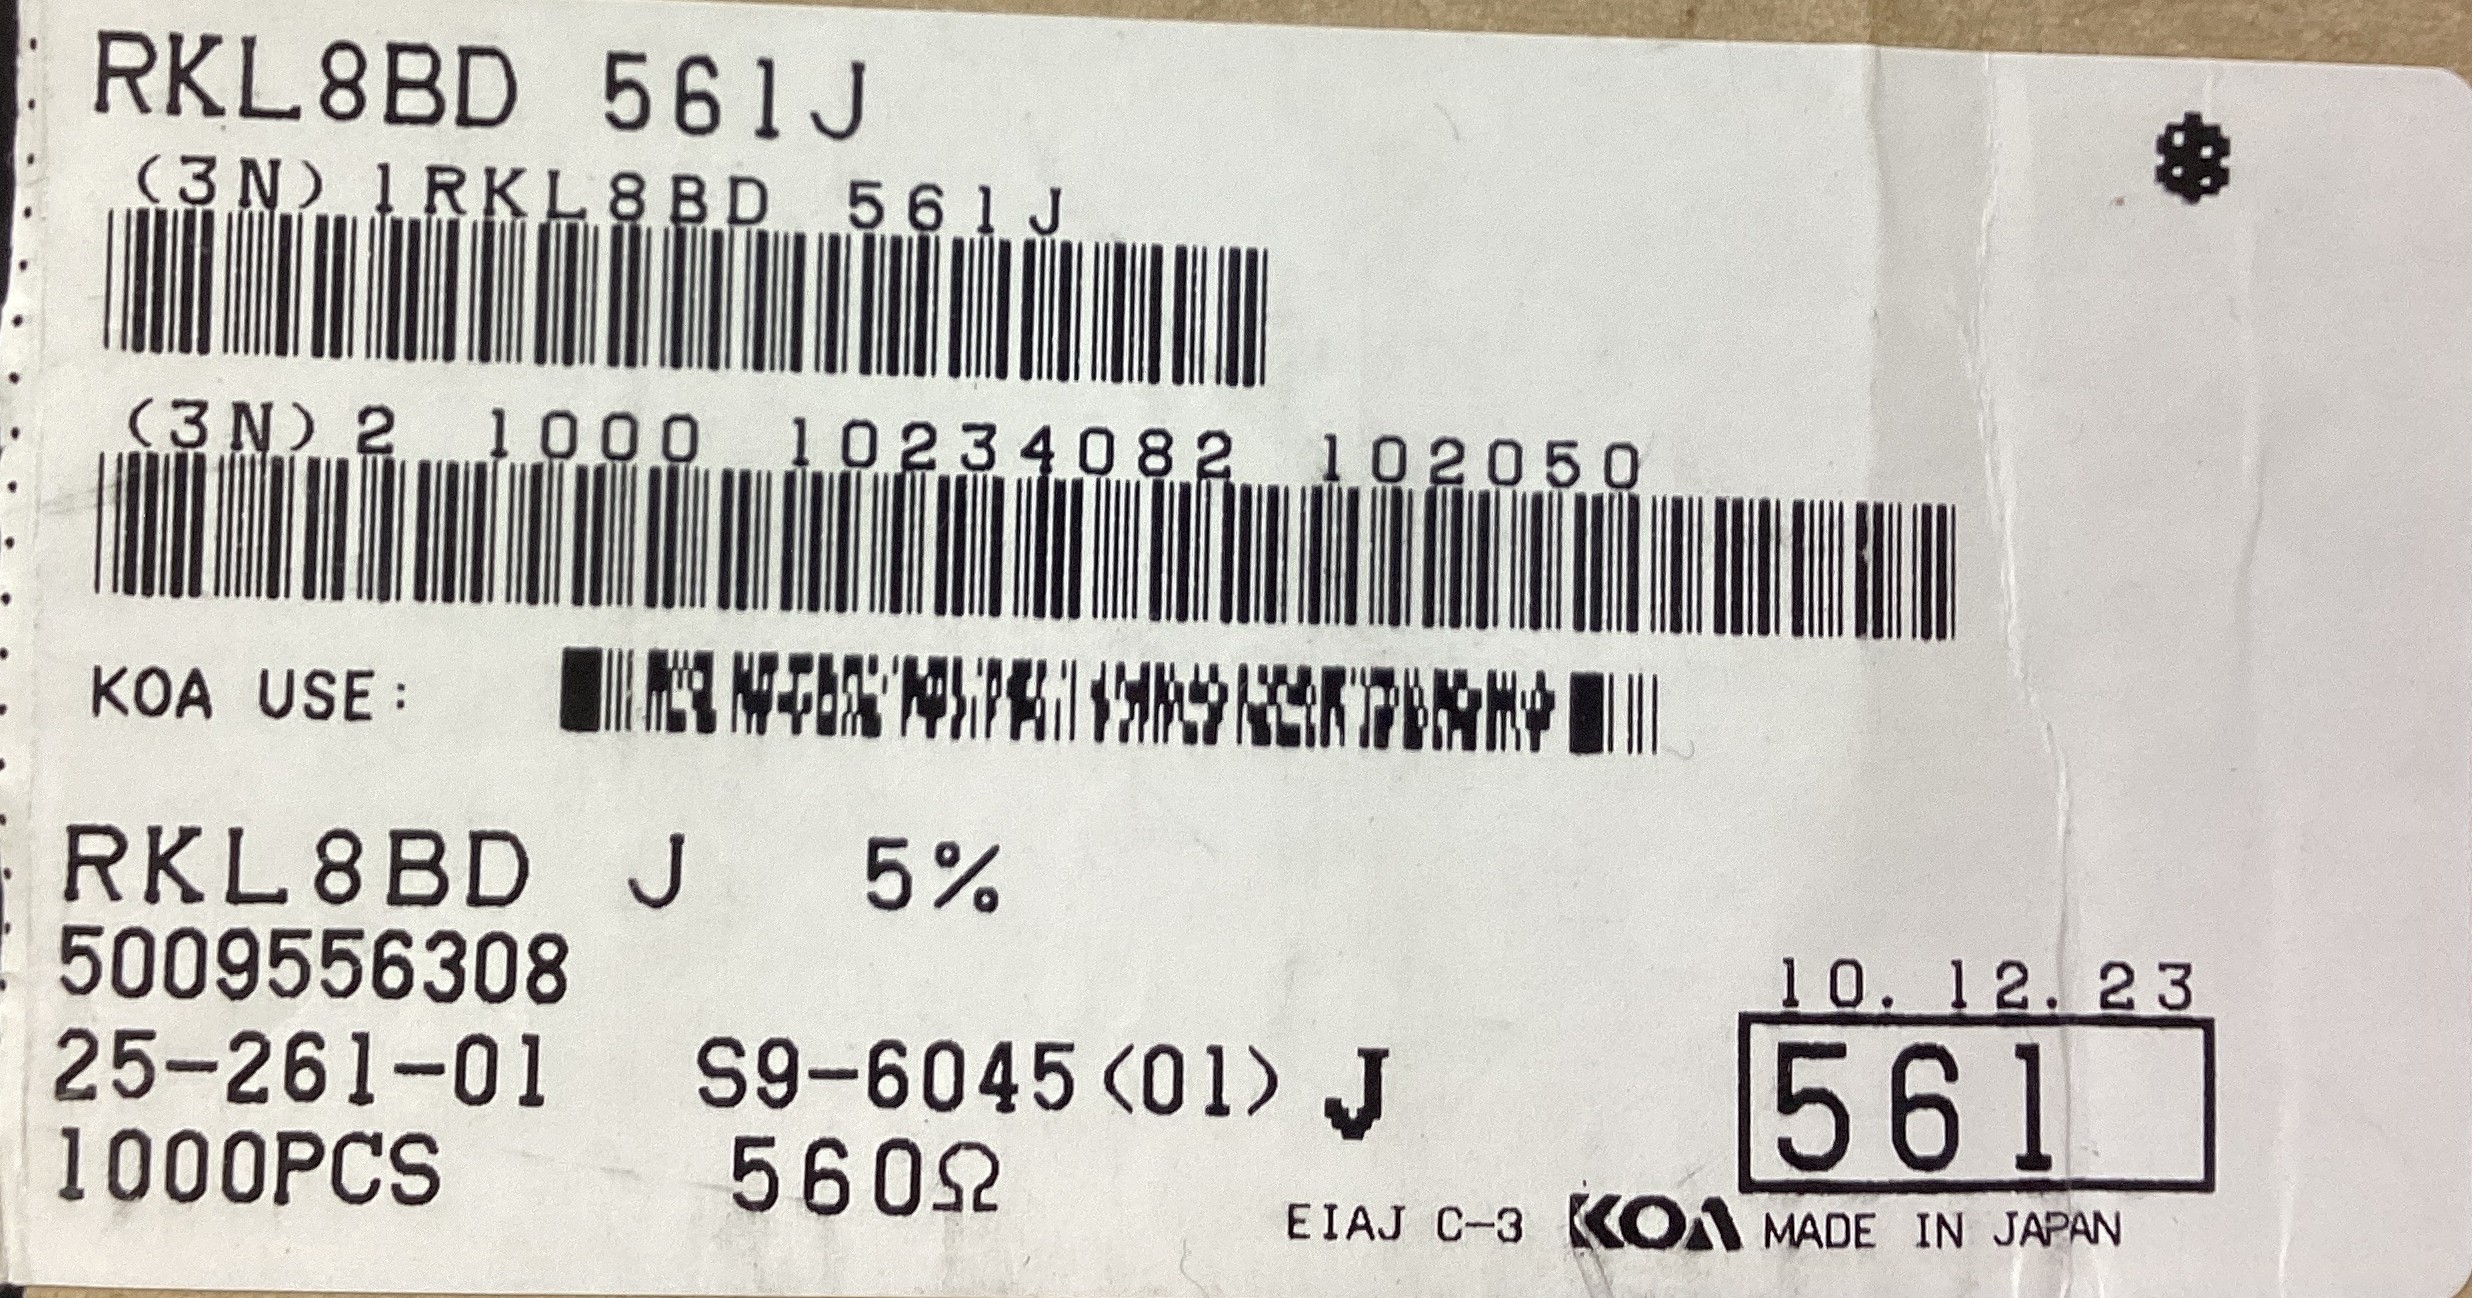 RKL8BD 561J
(3N)1RKL8BD 561J
(3N)2 1000 10234082 102050
KOA USE:
RKL8BD J 5%
5009556308
10.12.23
25-261-01 S9-6045(01) J
561
1000PCS 560Ω
EIAJ C-3 KOA MADE IN JAPAN